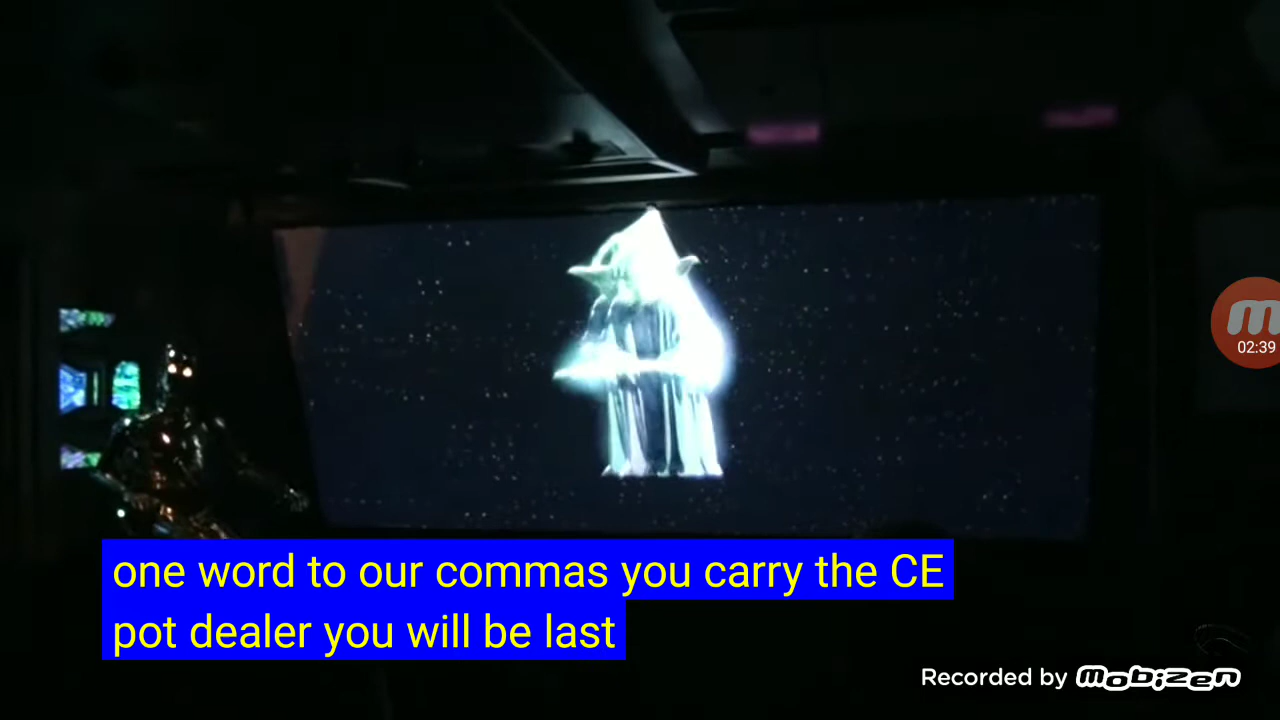 02:39
one word to our commas you carry the CE
pot dealer you will be last
Recorded by mobizen